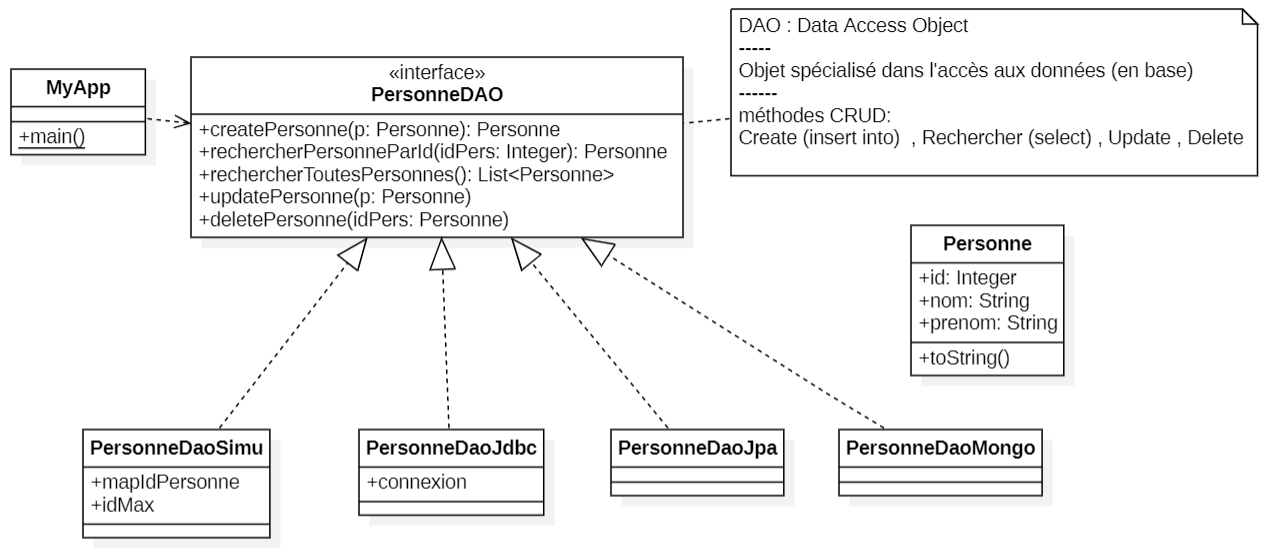 MyApp
+main()
«interface»
PersonneDAO
+createPersonne(p: Personne): Personne
+rechercherPersonneParId(idPers: Integer): Personne
+rechercherToutesPersonnes(): List<Personne>
+updatePersonne(p: Personne)
+deletePersonne(idPers: Personne)
DAO : Data Access Object
-----
Objet spécialisé dans l'accès aux données (en base)
------
méthodes CRUD:
Create (insert into)  , Rechercher (select) , Update , Delete
Personne
+id: Integer
+nom: String
+prenom: String
+toString()
PersonneDaoSimu
+mapIdPersonne
+idMax
PersonneDaoJdbc
+connexion
PersonneDaoJpa
PersonneDaoMongo